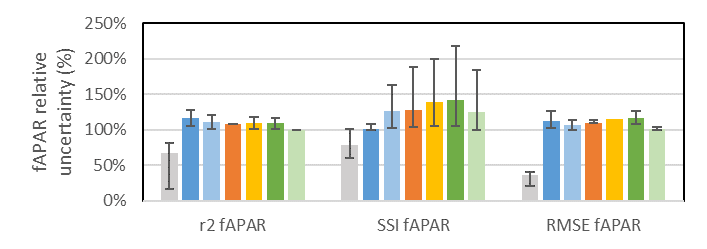 250%
200%
150%
100%
50%
0%
fAPAR relative
uncertainty (%)
r2 fAPAR
SSI fAPAR
RMSE fAPAR